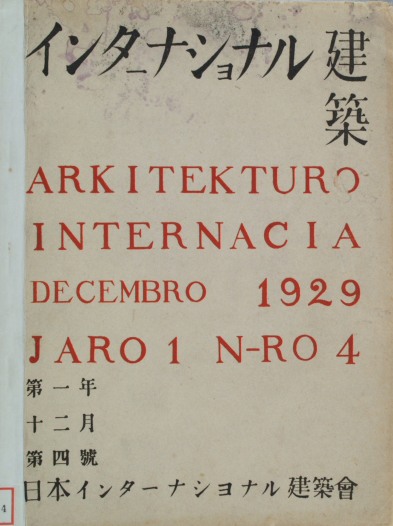 インターナショナル 建築
ARKITEKTURO
INTERNACIA
DECEMBRO 1929
JARO 1 N-RO 4
第一年
十二月
第四號
日本インターナショナル建築會
4